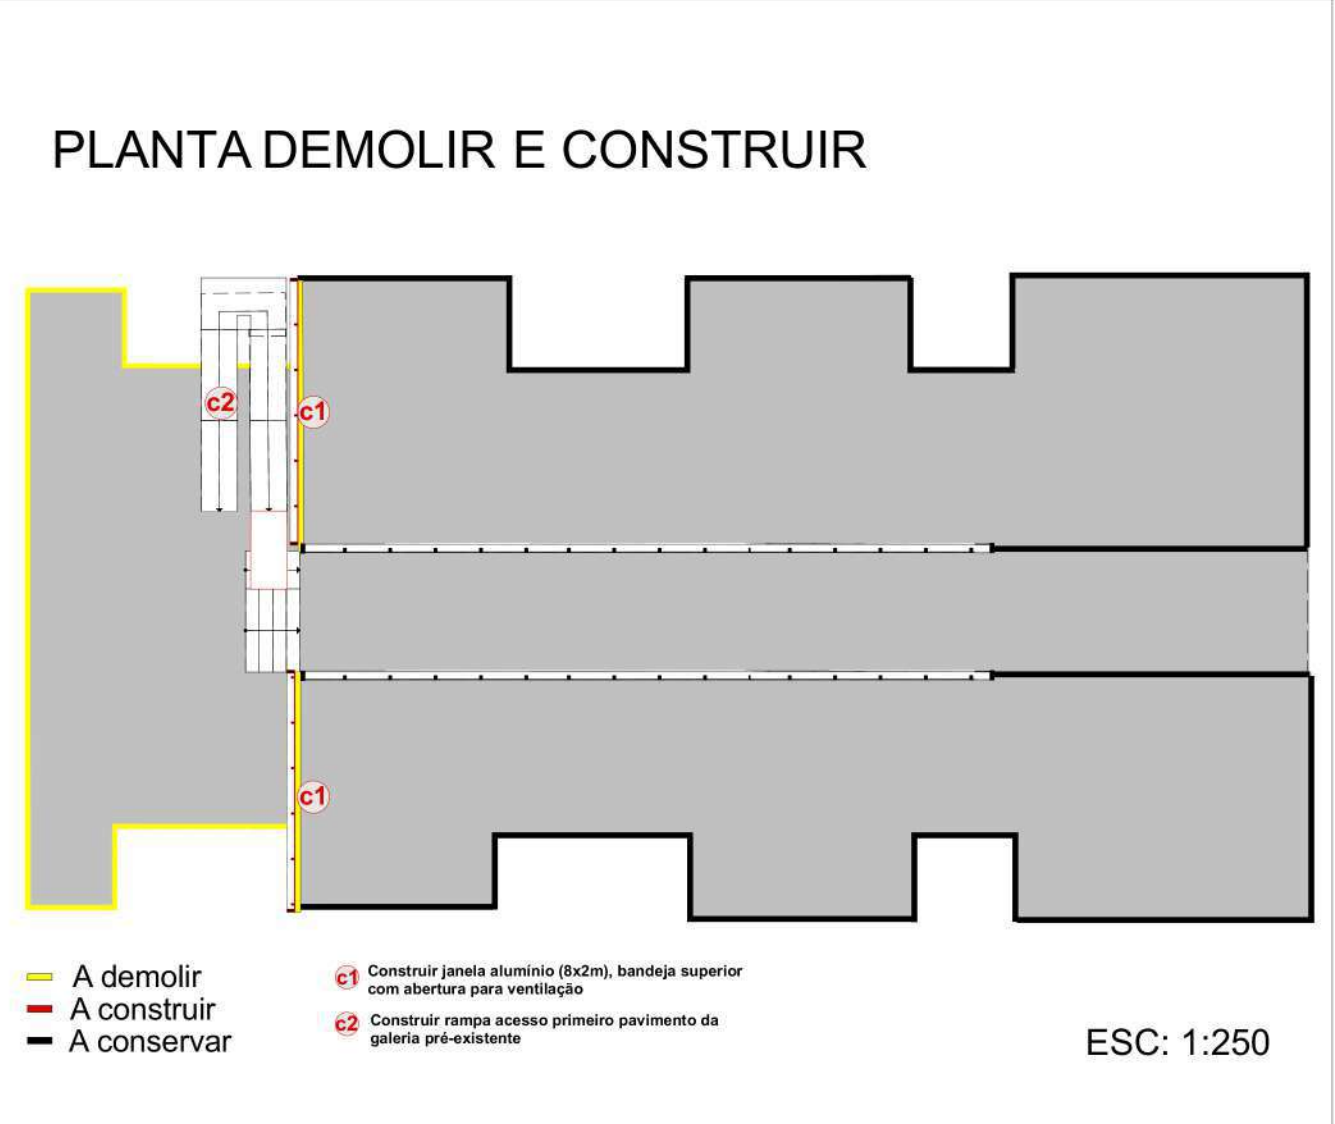 PLANTA DEMOLIR E CONSTRUIR
c2
c1
c1
A demolir
A construir
A conservar
c1 Construir janela alumínio (8x2m), bandeja superior
com abertura para ventilação
c2 Construir rampa acesso primeiro pavimento da
galeria pré-existente
ESC: 1:250